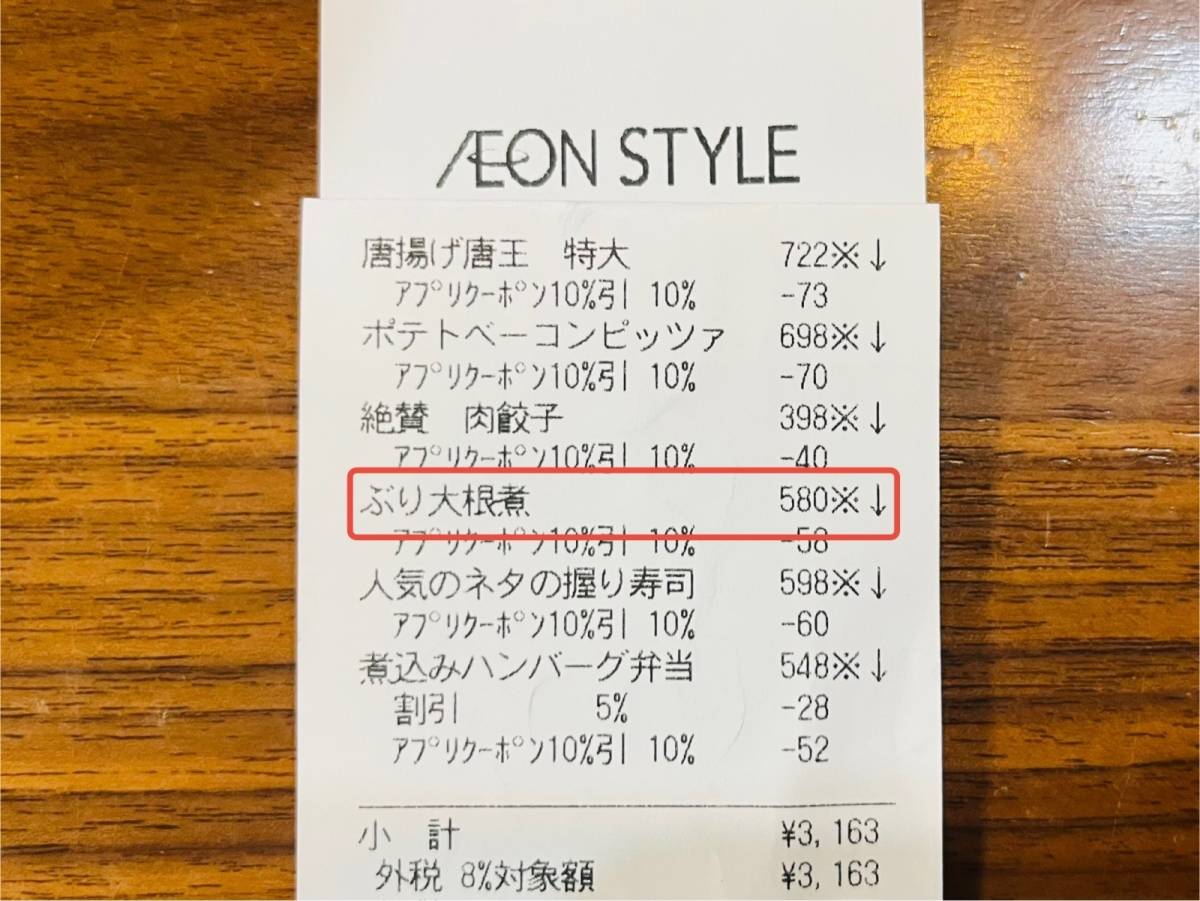 ÆON STYLE
唐揚げ唐王 特大 722※↓
アプリクーポン10%引 10% -73
ポテトベーコンピッツァ 698※↓
アプリクーポン10%引 10% -70
絶賛 肉餃子 398※↓
アプリクーポン10%引 10% -40
ぶり大根煮 580※↓
アプリクーポン10%引 10% -58
人気のネタの握り寿司 598※↓
アプリクーポン10%引 10% -60
煮込みハンバーグ弁当 548※↓
割引 5% -28
アプリクーポン10%引 10% -52
小 計 ¥3,163
外税 8%対象額 ¥3,163